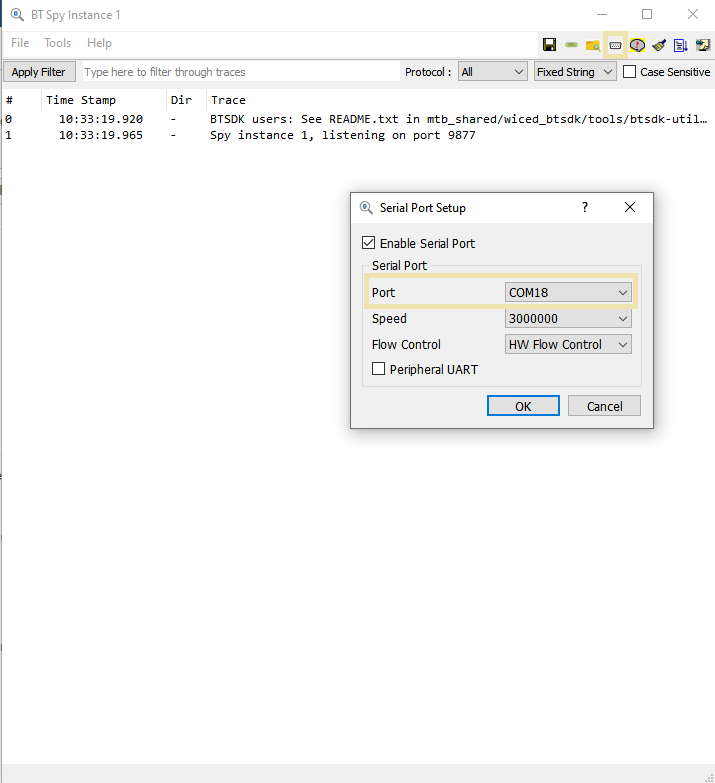 BT Spy Instance 1
File Tools Help
Apply Filter Type here to filter through traces Protocol : All Fixed String Case Sensitive
# Time Stamp Dir Trace
0 10:33:19.920 - BTSDK users: See README.txt in mtb_shared/wiced_btsdk/tools/btsdk-util…
1 10:33:19.965 - Spy instance 1, listening on port 9877
Serial Port Setup ?
Enable Serial Port
Serial Port
Port COM18
Speed 3000000
Flow Control HW Flow Control
Peripheral UART
OK Cancel